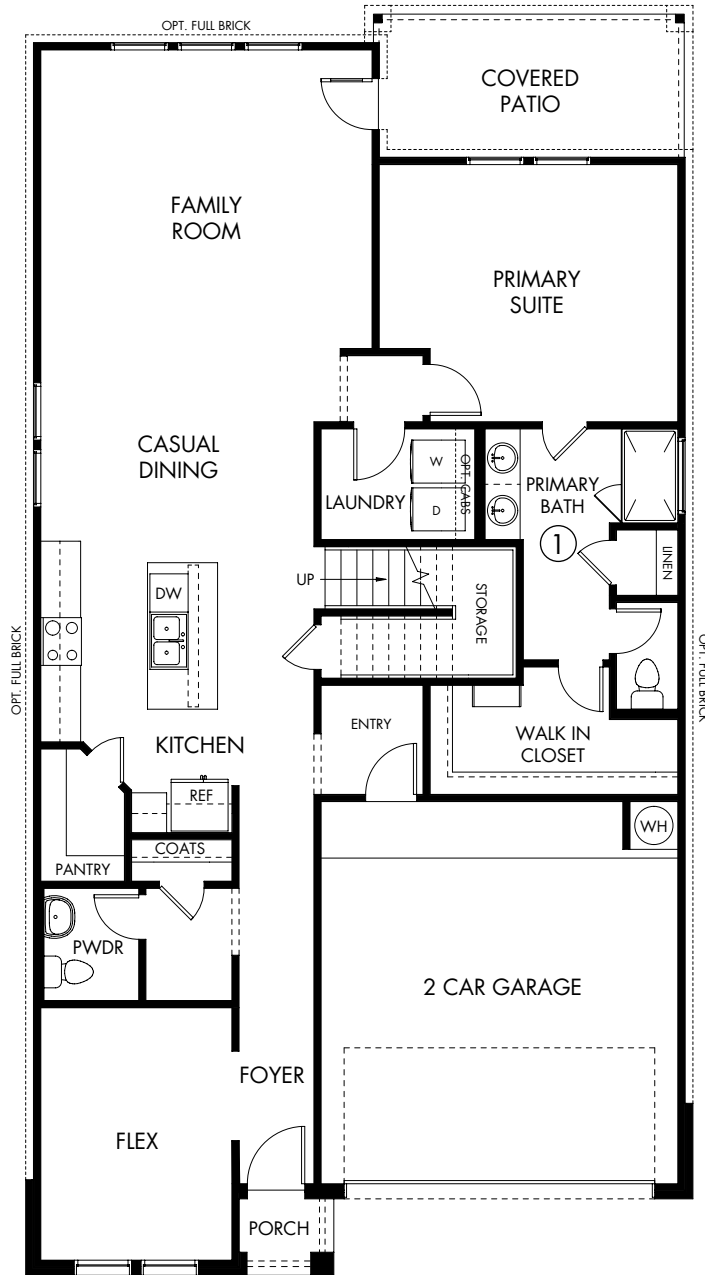 OPT. FULL BRICK
COVERED
PATIO
FAMILY
ROOM
PRIMARY
SUITE
CASUAL
DINING
W
D
OPT. CABS
LAUNDRY
PRIMARY
BATH
1
LINEN
UP
STORAGE
DW
OPT. FULL BRICK
OPT. FULL BRICK
ENTRY
WALK IN
CLOSET
KITCHEN
REF
WH
COATS
PANTRY
PWDR
2 CAR GARAGE
FOYER
FLEX
PORCH